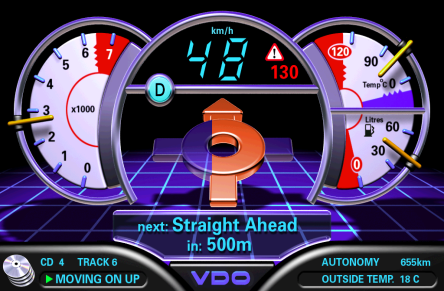 km/h
48
130
D
7
6
5
4
3
2
1
0
x1000
120
90
Temp°C
0
Litres
60
30
0
next: Straight Ahead
in: 500m
CD 4 TRACK 6
MOVING ON UP
VDO
AUTONOMY 655km
OUTSIDE TEMP. 18 C